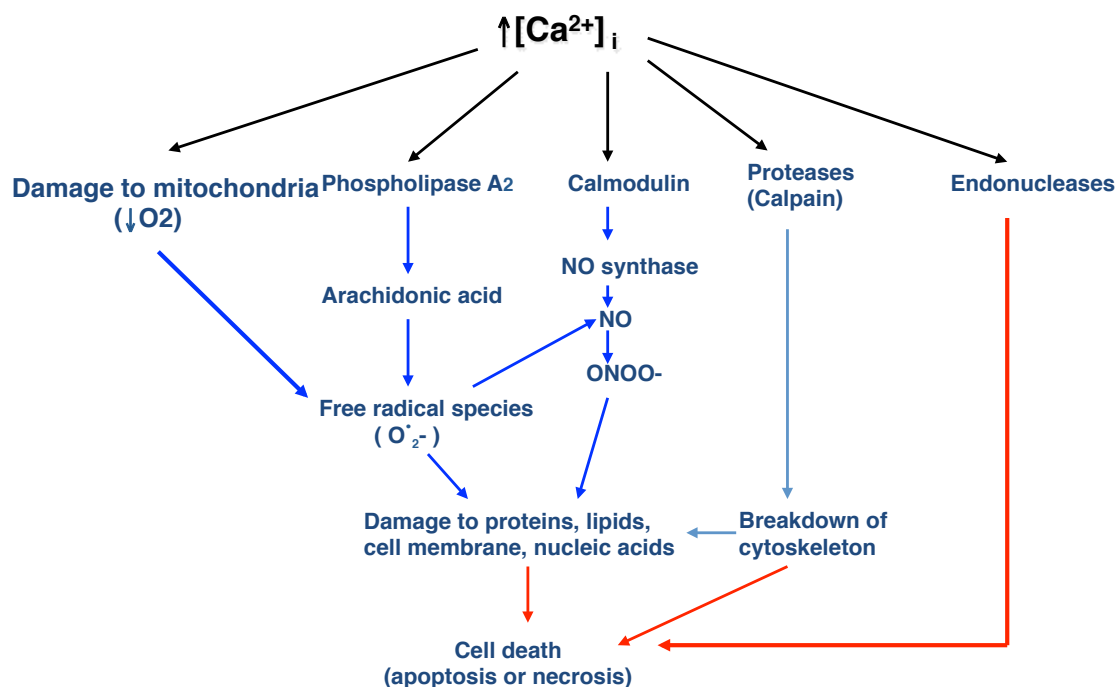 ↑[Ca²⁺]i
Damage to mitochondria
(↓O2)
Phospholipase A2
Calmodulin
Proteases
(Calpain)
Endonucleases
NO synthase
Arachidonic acid
NO
ONOO-
Free radical species
( O˙₂- )
Damage to proteins, lipids,
cell membrane, nucleic acids
Breakdown of
cytoskeleton
Cell death
(apoptosis or necrosis)